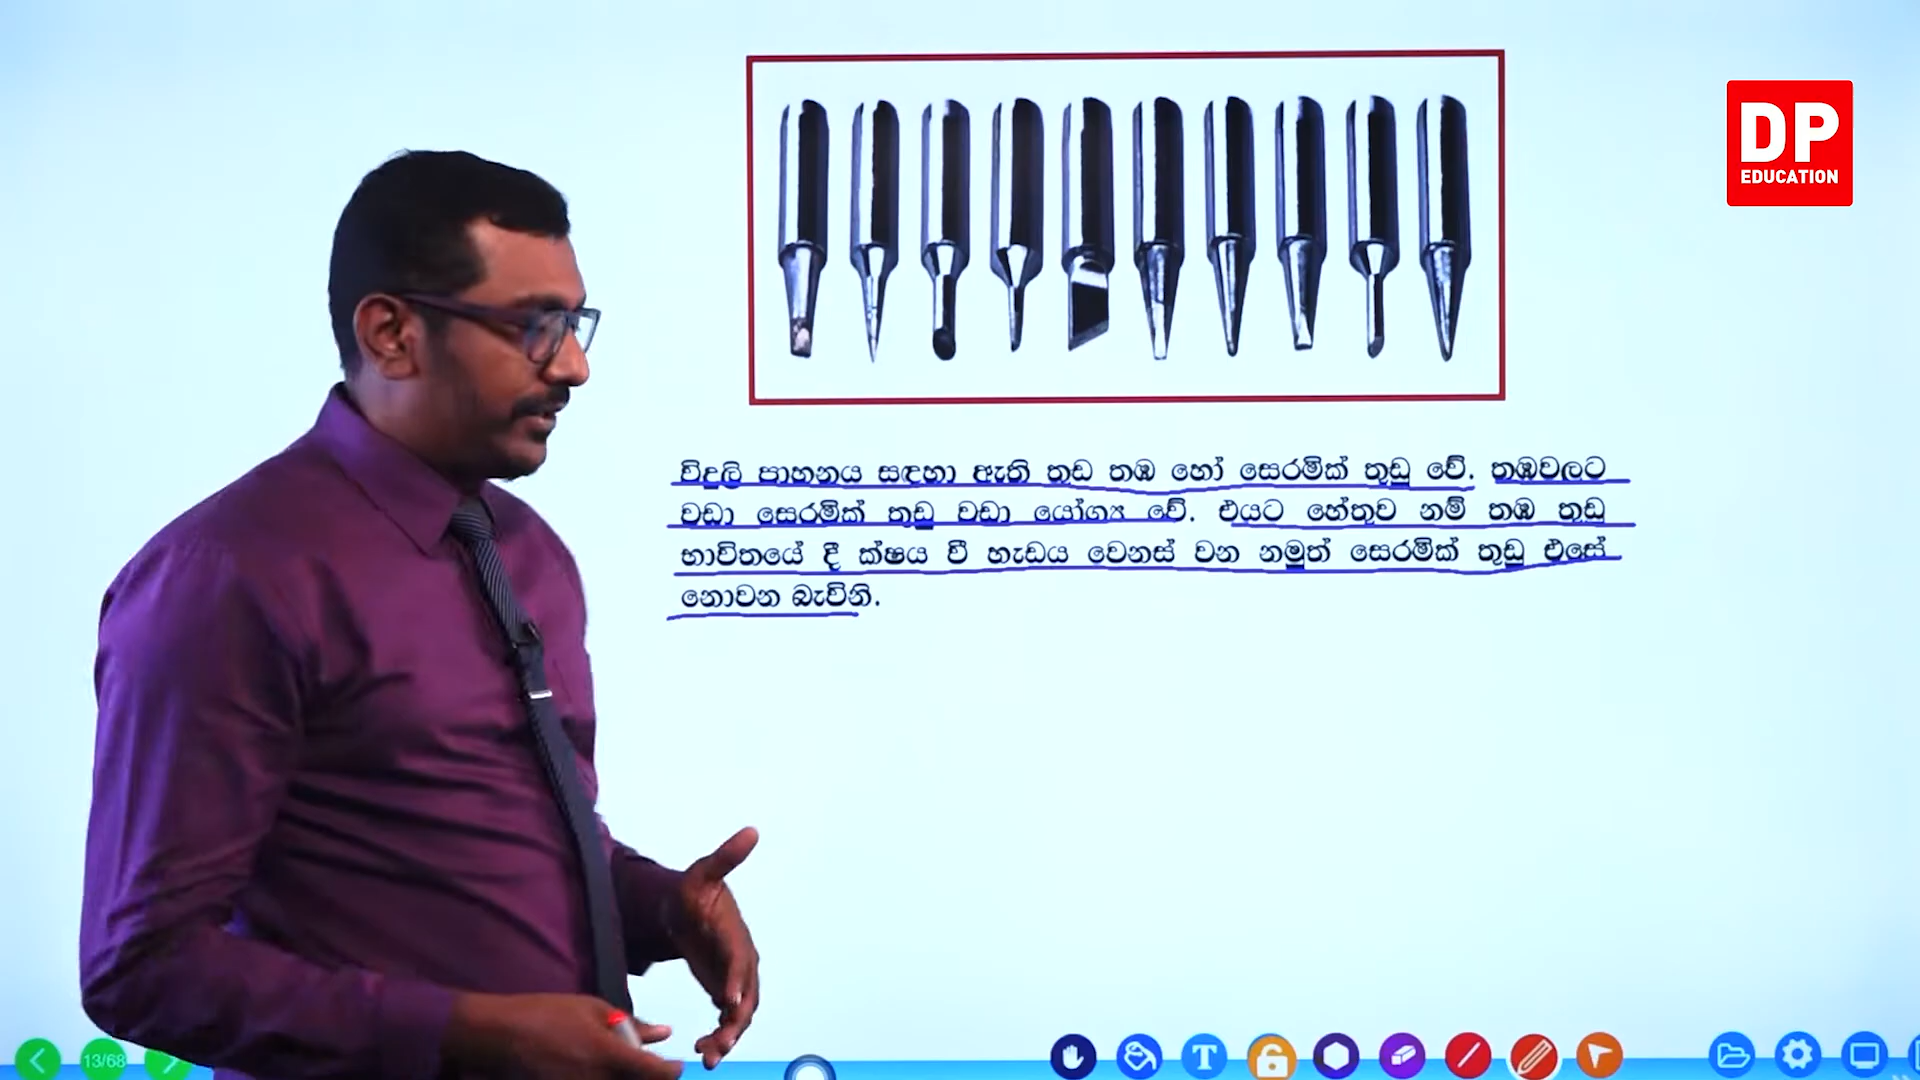 DP
EDUCATION
විදුලි පාහනය සඳහා ඇති තුඩ තඹ හෝ සෙරමික් තුඩු වේ. තඹවලට
වඩා සෙරමික් තුඩු වඩා යෝග්‍ය වේ. එයට හේතුව නම් තඹ තුඩු
භාවිතයේ දී ක්ෂය වී හැඩය වෙනස් වන නමුත් සෙරමික් තුඩු එසේ
නොවන බැවිනි.
13/68
T